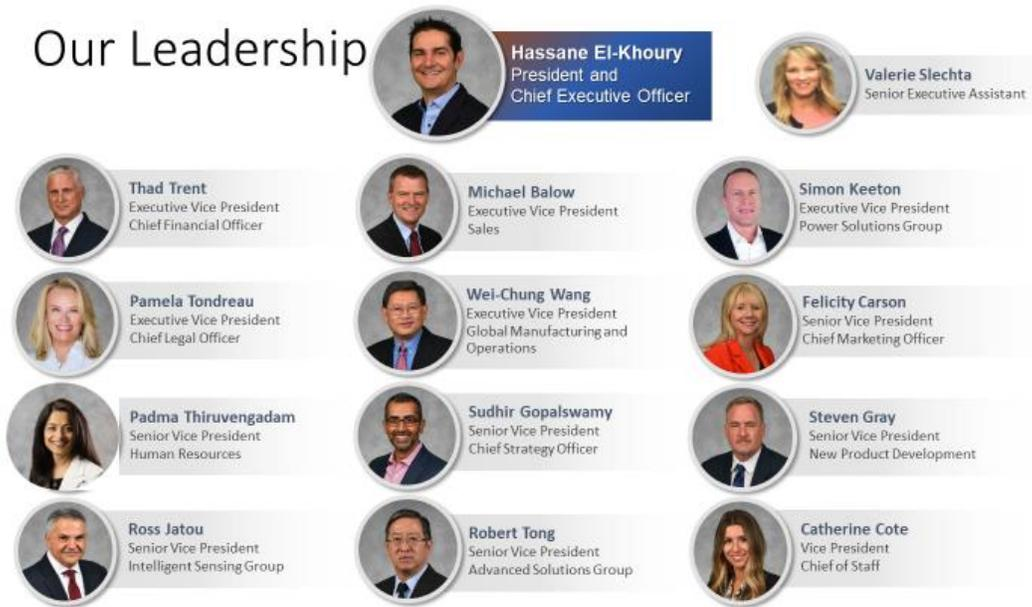 Our Leadership
Hassane El-Khoury
President and
Chief Executive Officer
Valerie Slechta
Senior Executive Assistant
Thad Trent
Executive Vice President
Chief Financial Officer
Michael Balow
Executive Vice President
Sales
Simon Keeton
Executive Vice President
Power Solutions Group
Pamela Tondreau
Executive Vice President
Chief Legal Officer
Wei-Chung Wang
Executive Vice President
Global Manufacturing and
Operations
Felicity Carson
Senior Vice President
Chief Marketing Officer
Padma Thiruvengadam
Senior Vice President
Human Resources
Sudhir Gopalswamy
Senior Vice President
Chief Strategy Officer
Steven Gray
Senior Vice President
New Product Development
Ross Jatou
Senior Vice President
Intelligent Sensing Group
Robert Tong
Senior Vice President
Advanced Solutions Group
Catherine Cote
Vice President
Chief of Staff